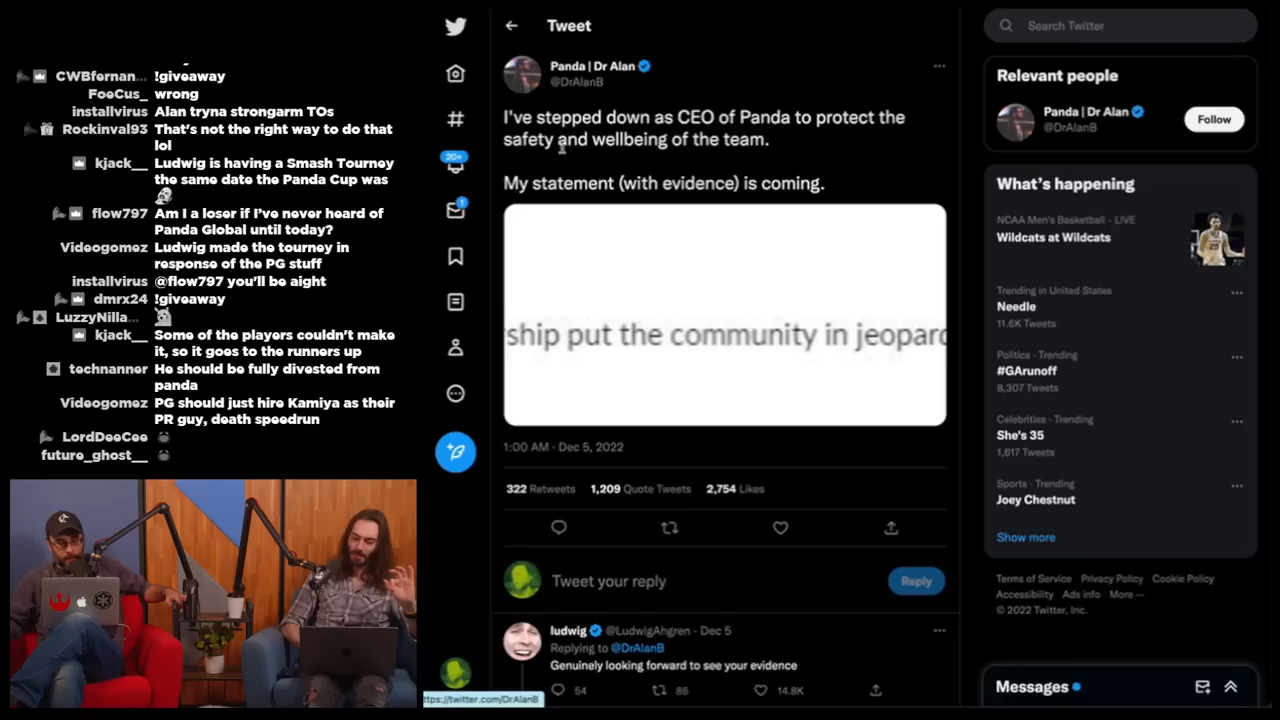 CWBfernan... !giveaway
FoeCus_ wrong
installvirus Alan tryna strongarm TOs
Rockinval93 That's not the right way to do that
lol
kjack__ Ludwig is having a Smash Tourney
the same date the Panda Cup was
flow797 Am I a loser if I've never heard of
Panda Global until today?
Videogomez Ludwig made the tourney in
response of the PG stuff
installvirus @flow797 you'll be aight
dmrx24 !giveaway
LuzzyNilla...
kjack__ Some of the players couldn't make
it, so it goes to the runners up
technanner He should be fully divested from
panda
Videogomez PG should just hire Kamiya as their
PR guy, death speedrun
LordDeeCee
future_ghost__
20+
1
Tweet
Panda | Dr Alan
@DrAlanB
I've stepped down as CEO of Panda to protect the
safety and wellbeing of the team.
My statement (with evidence) is coming.
rship put the community in jeopard
1:00 AM · Dec 5, 2022
322 Retweets 1,209 Quote Tweets 2,754 Likes
Tweet your reply
Reply
ludwig @LudwigAhgren · Dec 5
Replying to @DrAlanB
Genuinely looking forward to see your evidence
54 86 14.8K
ttps://twitter.com/DrAlanB
Search Twitter
Relevant people
Panda | Dr Alan
@DrAlanB
Follow
What's happening
NCAA Men's Basketball · LIVE
Wildcats at Wildcats
Trending in United States
Needle
11.6K Tweets
Politics · Trending
#GArunoff
8,307 Tweets
Celebrities · Trending
She's 35
1,617 Tweets
Sports · Trending
Joey Chestnut
Show more
Terms of Service Privacy Policy Cookie Policy
Accessibility Ads info More ···
© 2022 Twitter, Inc.
Messages